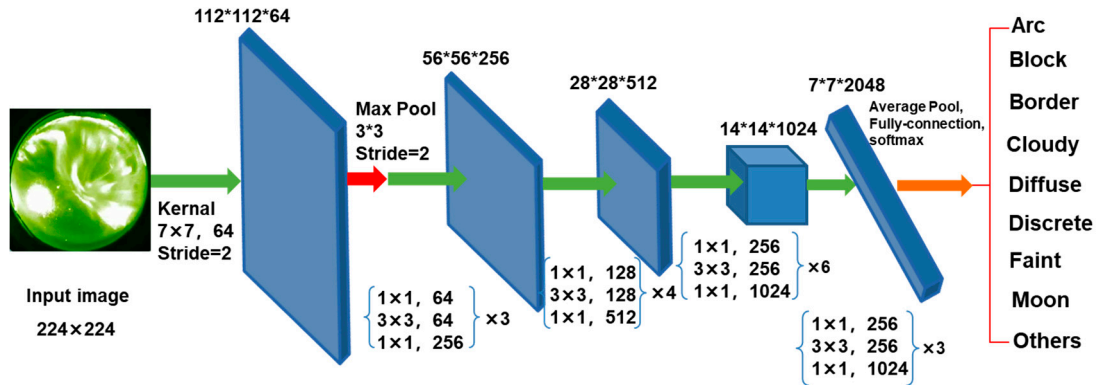 112*112*64
Kernal
7×7, 64
Stride=2
Input image
224×224
Max Pool
3*3
Stride=2
1×1, 64
3×3, 64
1×1, 256
×3
56*56*256
1×1, 128
3×3, 128
1×1, 512
×4
28*28*512
1×1, 256
3×3, 256
1×1, 1024
×6
14*14*1024
1×1, 256
3×3, 256
1×1, 1024
×3
7*7*2048
Average Pool,
Fully-connection,
softmax
Arc
Block
Border
Cloudy
Diffuse
Discrete
Faint
Moon
Others